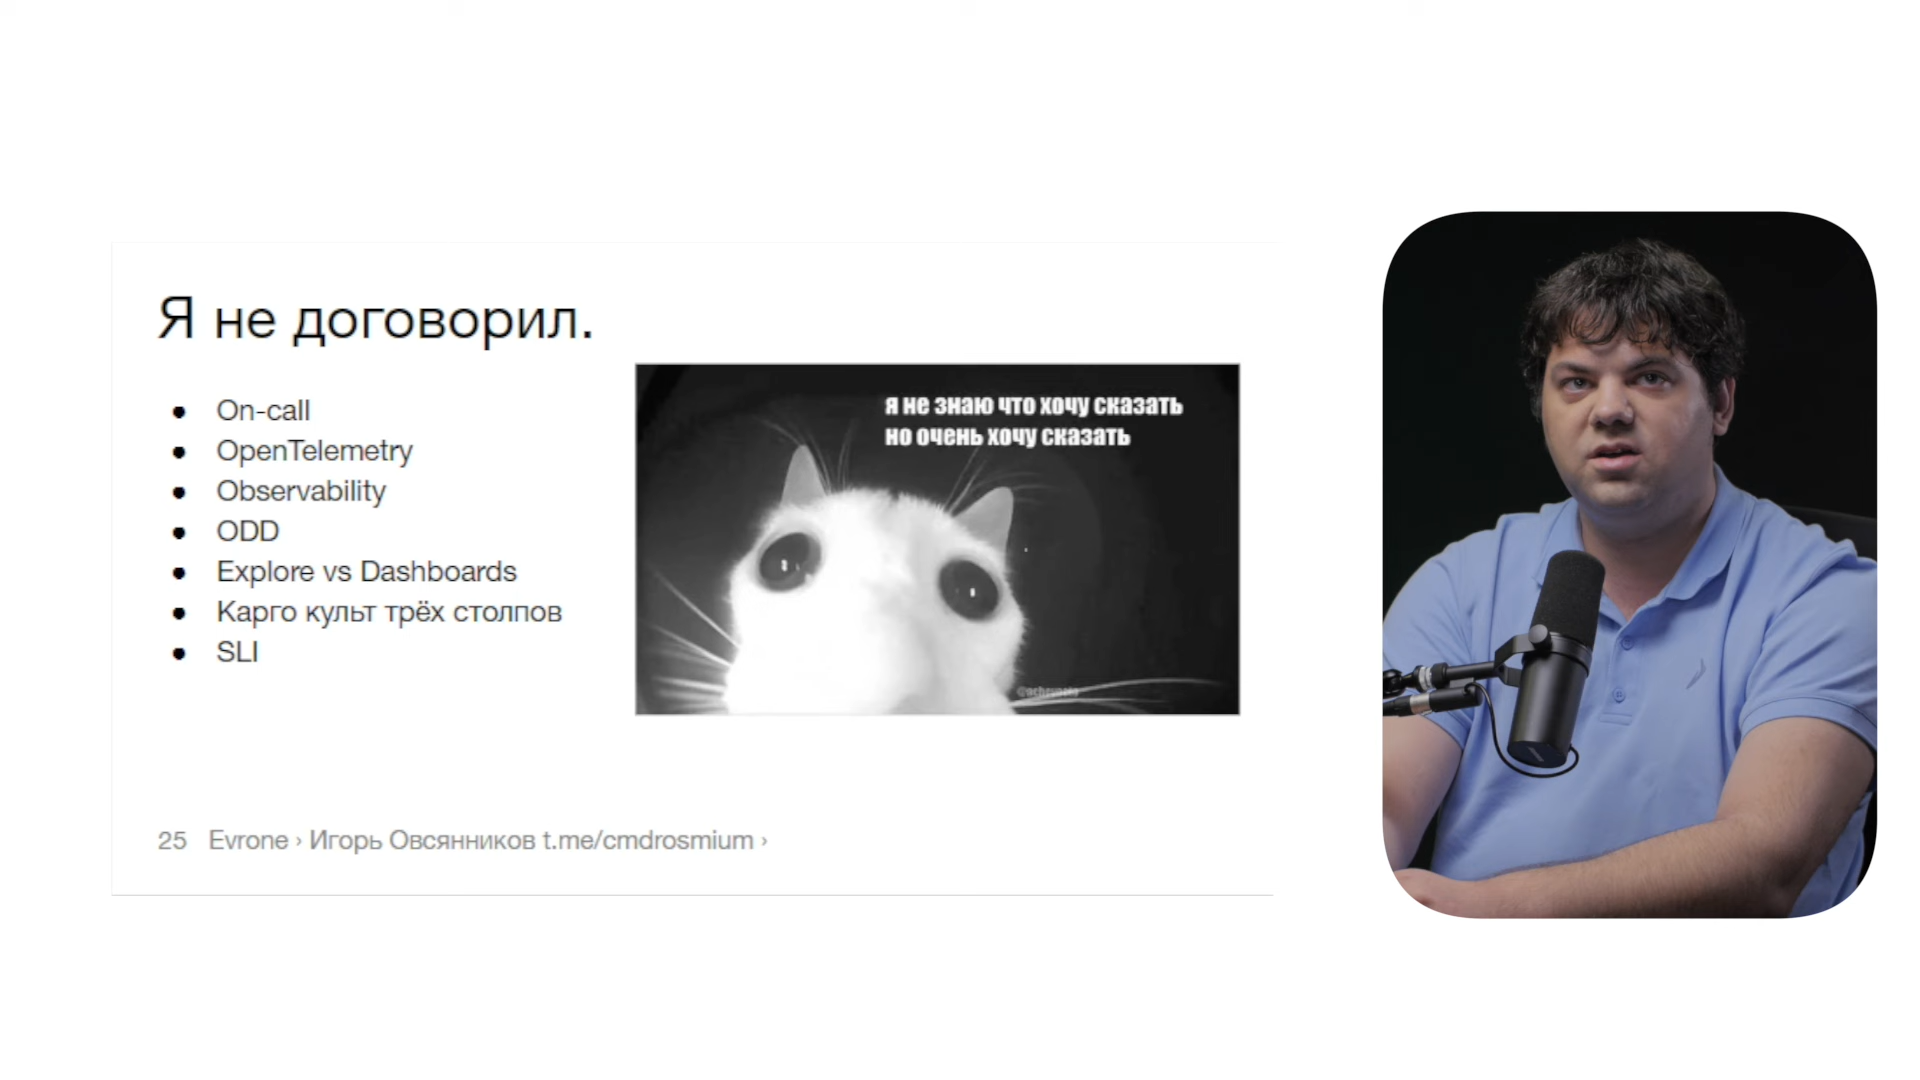 Я не договорил.
On-call
OpenTelemetry
Observability
ODD
Explore vs Dashboards
Карго культ трёх столпов
SLI
я не знаю что хочу сказать
но очень хочу сказать
25 Evrone › Игорь Овсянников t.me/cmdrosmium ›